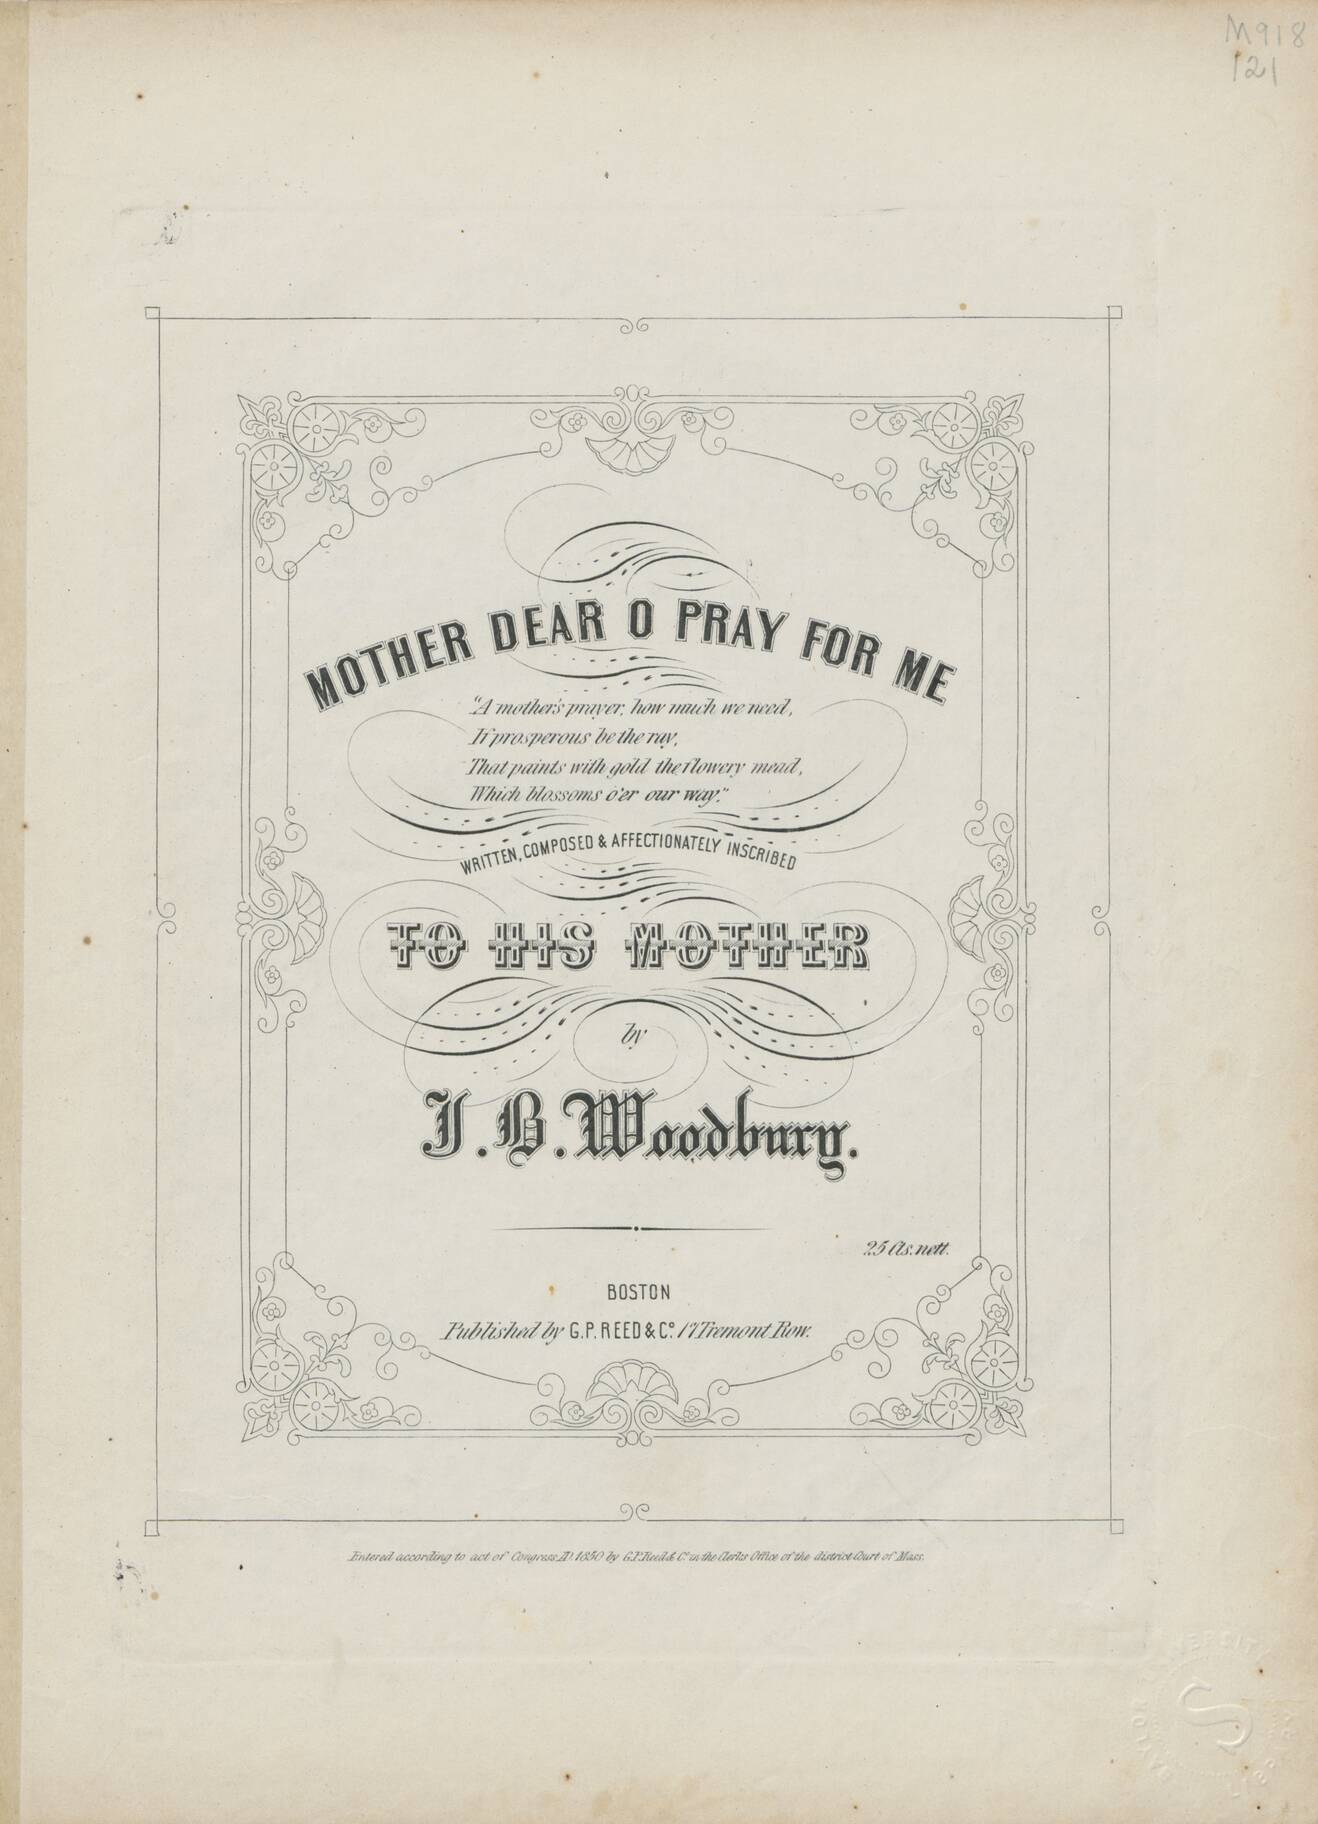 M918
121
MOTHER DEAR O PRAY FOR ME
"A mother's prayer, how much we need,
If prosperous be the ray,
That paints with gold the flowery mead,
Which blossoms o'er our way."
WRITTEN, COMPOSED & AFFECTIONATELY INSCRIBED
TO HIS MOTHER
by
J. B. Woodbury.
25 Cts. nett.
BOSTON
Published by G. P. REED & Co. 17 Tremont Row.
Entered according to act of Congress AD. 1850 by G.P. Reed & Co. in the Clerks Office of the district Court of Mass.
BAYLOR UNIVERSITY LIBRARY
S